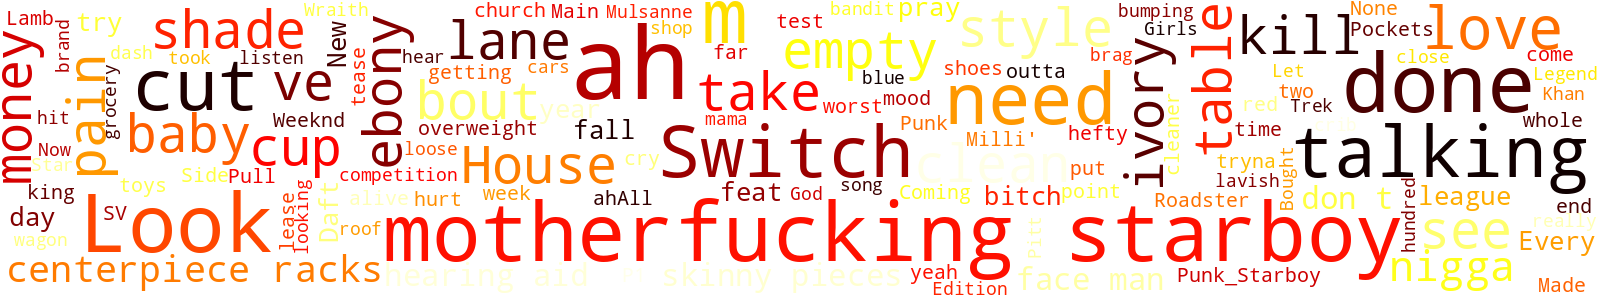 Lamb
brand
try
shade
Wraith
New
church
Main
Mulsanne
shop
m
test
bandit
pray
bumping
Girls
None
Pockets
love
money
dash
took
listen
ebony
hear
lane
ah
far
empty
style
brag
table
kill
close
come
Legend
pain
grocery
cut
ve
tease
getting
cars
bout
year
take
worst
blue
mood
shoes
outta
need
ivory
Let
two
red
Trek
Khan
done
whole
hit
baby
Weeknd
overweight
fall
mama
Punk
Milli'
hefty
cleaner
time
talking
Now
Star
cup
loose
House
cry
Switch
clean
put
tryna
lavish
Bought
king
toys
Side
Pull
competition
alive
hurt
week
ahAll
feat
God
song
Coming
bitch
point
Roadster
don t
league
end
day
SV
Look
lease
looking
Daft
roof
motherfucking starboy
Pitt
hundred
see
really
Every
wagon
centerpiece racks
hearing aid
skinny pieces
yeah
Edition
face man
Punk_Starboy
nigga
Made